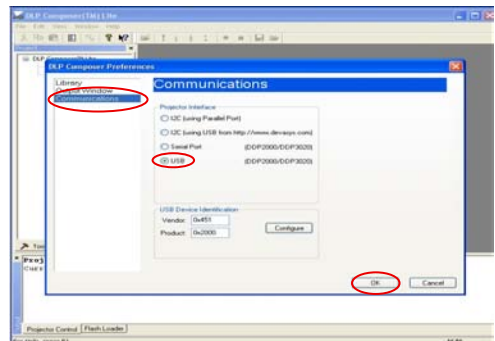 DLP Composer(TM) Lite
File Edit View Window Help
DLP Composer Preferences
Library
Output Window
Communications
Communications
Projector Interface
I2C (using Parallel Port)
I2C (using USB from http://www.devasys.com)
Serial Port (DDP2000/DDP3020)
USB (DDP2000/DDP3020)
USB Device Identification
Vendor: 0x451
Product: 0x2000
Configure
OK Cancel
Projector Control Flash Loader